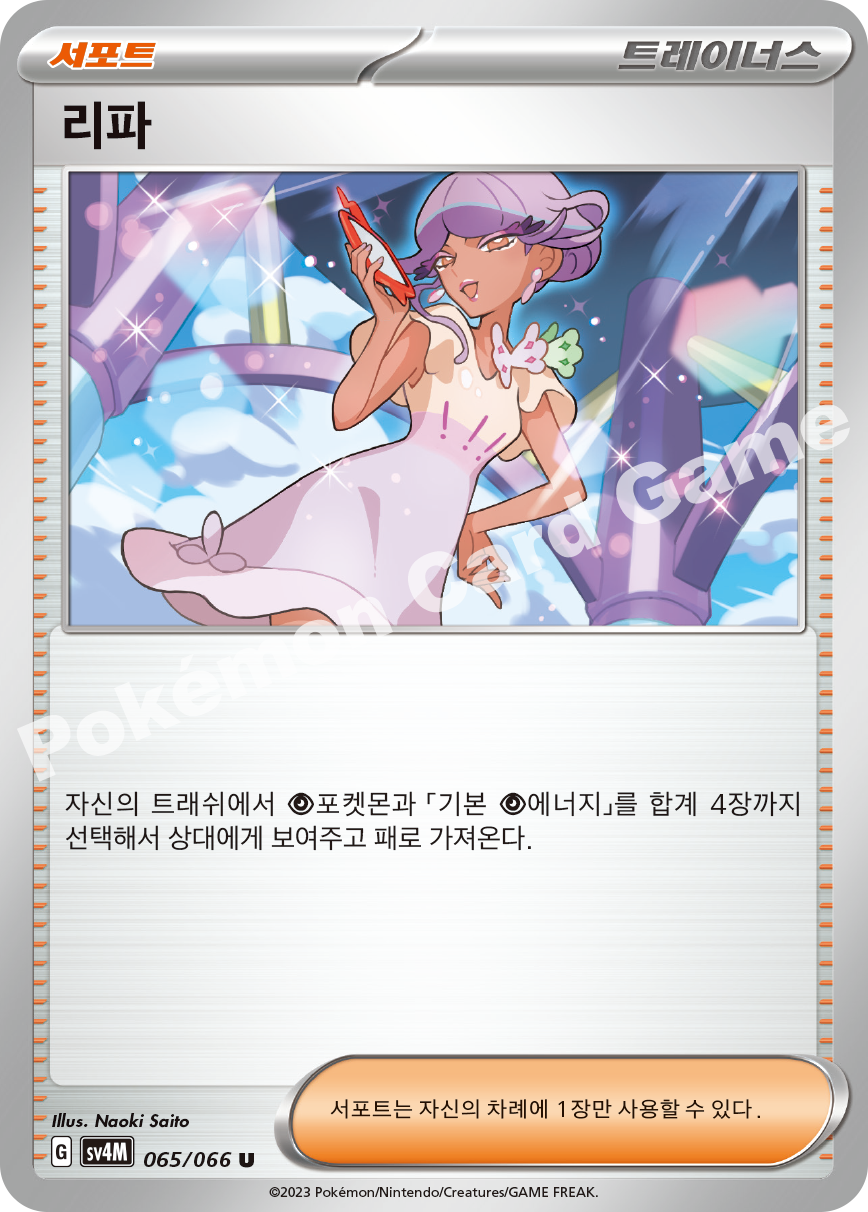 서포트
트레이너스
리파
Pokémon Card Game
자신의 트래쉬에서 포켓몬과 「기본 에너지」를 합계 4장까지
선택해서 상대에게 보여주고 패로 가져온다.
서포트는 자신의 차례에 1장만 사용할 수 있다.
Illus. Naoki Saito
G sv4M 065/066 U
©2023 Pokémon/Nintendo/Creatures/GAME FREAK.